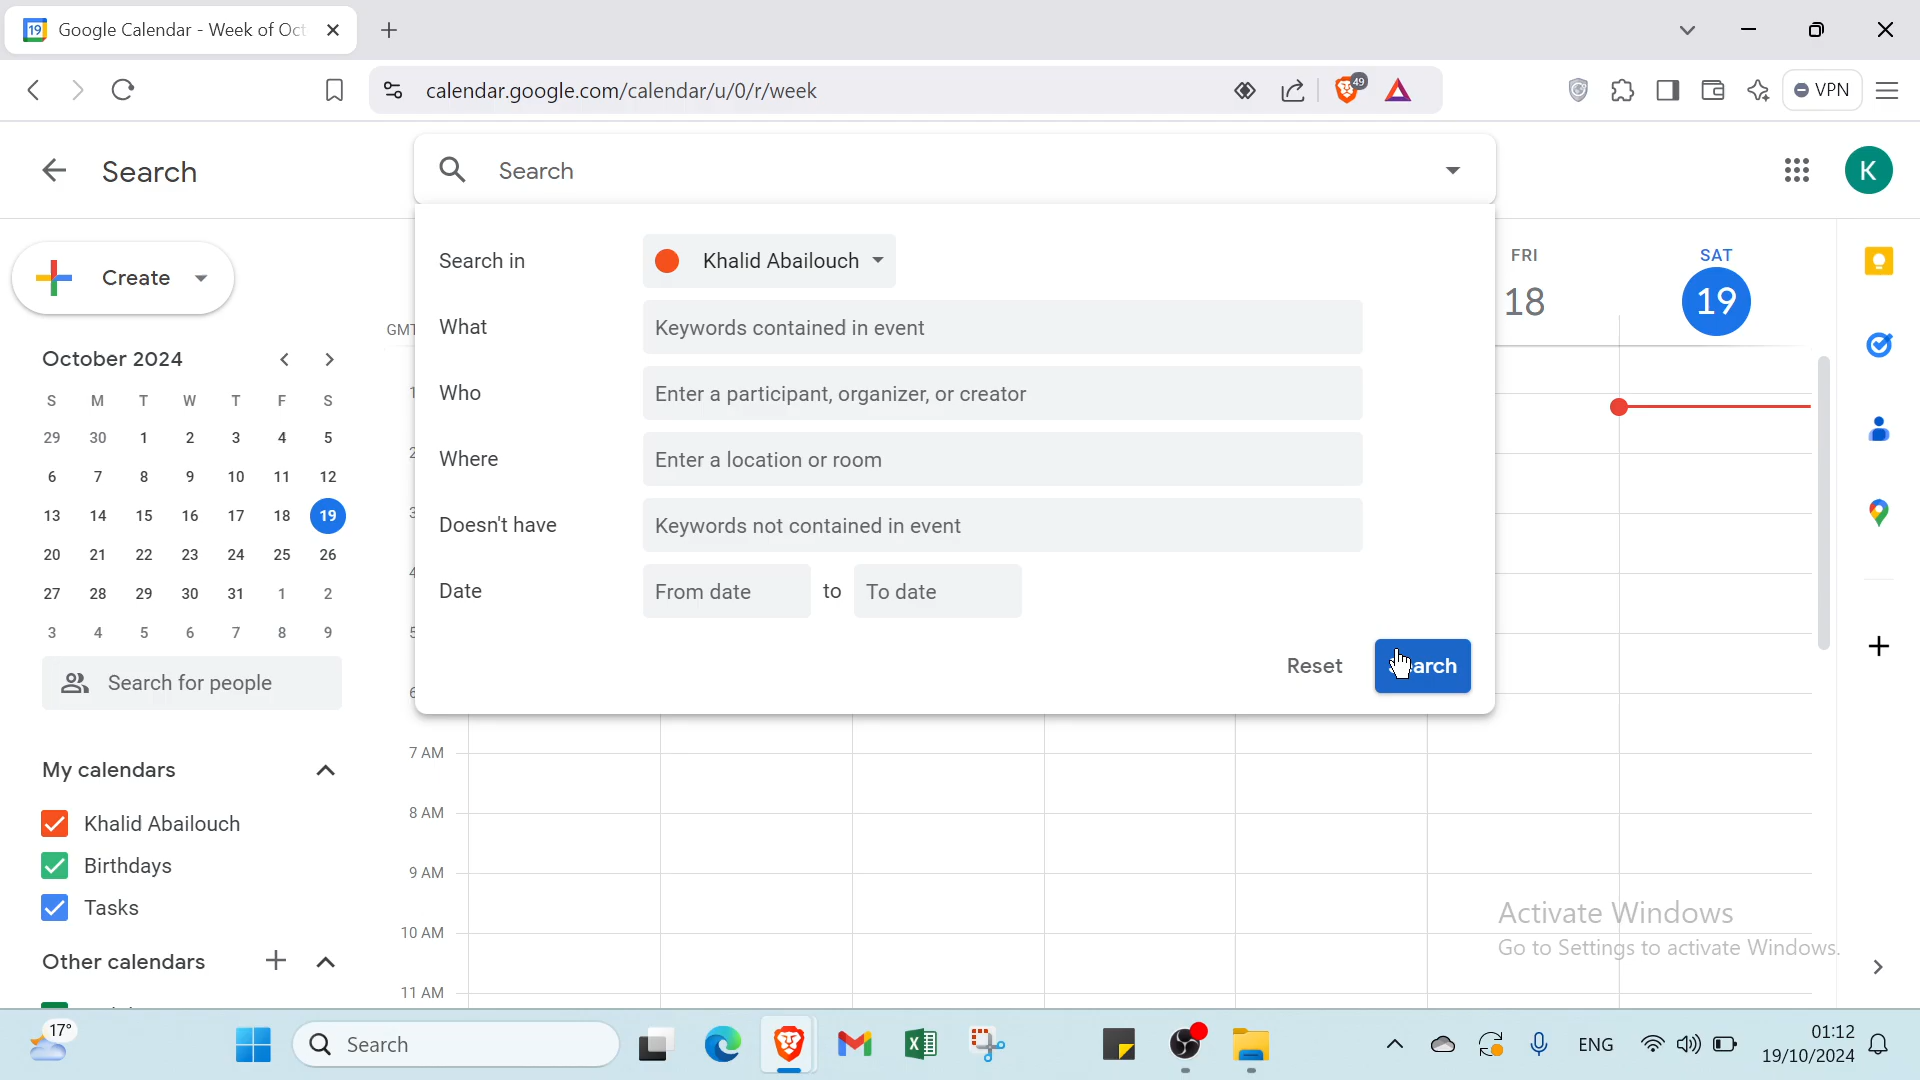 Google Calendar - Week of Oct
calendar.google.com/calendar/u/0/r/week
49
VPN
Search
Search
K
Create
Search in
Khalid Abailouch
What
Keywords contained in event
Who
Enter a participant, organizer, or creator
Where
Enter a location or room
Doesn't have
Keywords not contained in event
Date
From date
to
To date
Reset
FRI
18
SAT
19
GMT
October 2024
S M T W T F S
29 30 1 2 3 4 5
6 7 8 9 10 11 12
13 14 15 16 17 18 19
20 21 22 23 24 25 26
27 28 29 30 31 1 2
3 4 5 6 7 8 9
Search for people
My calendars
Khalid Abailouch
Birthdays
Tasks
Other calendars
7 AM
8 AM
9 AM
10 AM
11 AM
Activate Windows
Go to Settings to activate Windows.
17°
Search
ENG
01:12
19/10/2024